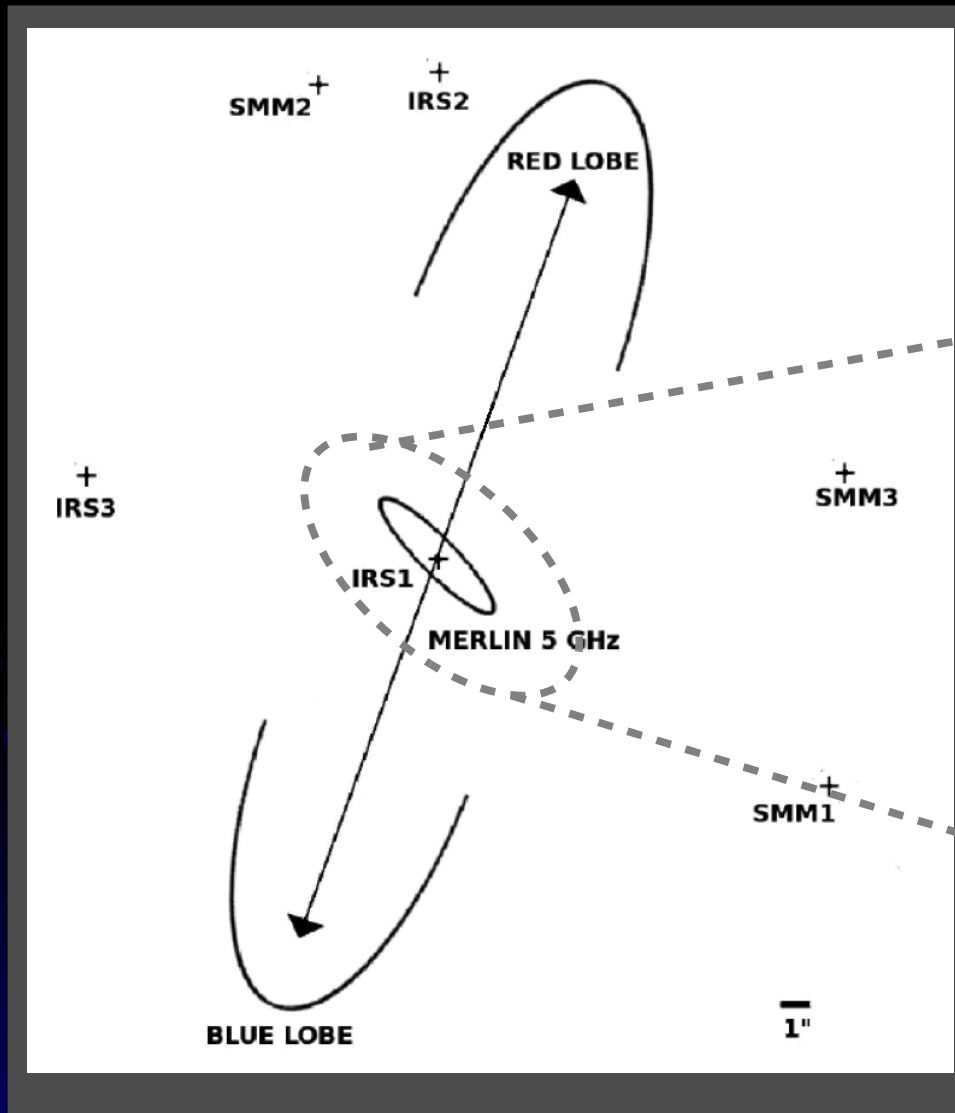 SMM2
IRS2
RED LOBE
IRS3
SMM3
IRS1
MERLIN 5 GHz
SMM1
BLUE LOBE
1"